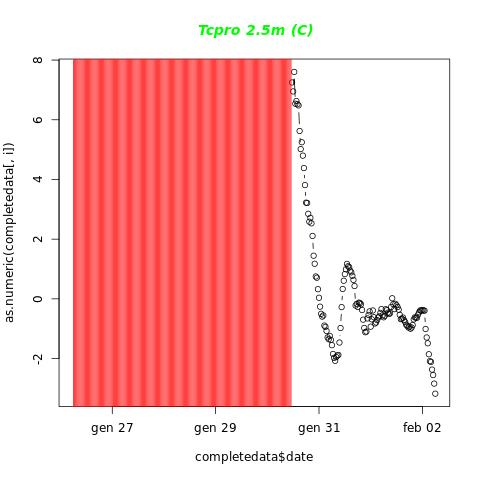 Tcpro 2.5m (C)
as.numeric(completedata[, i])
8
6
4
2
0
-2
gen 27
gen 29
gen 31
feb 02
completedata$date